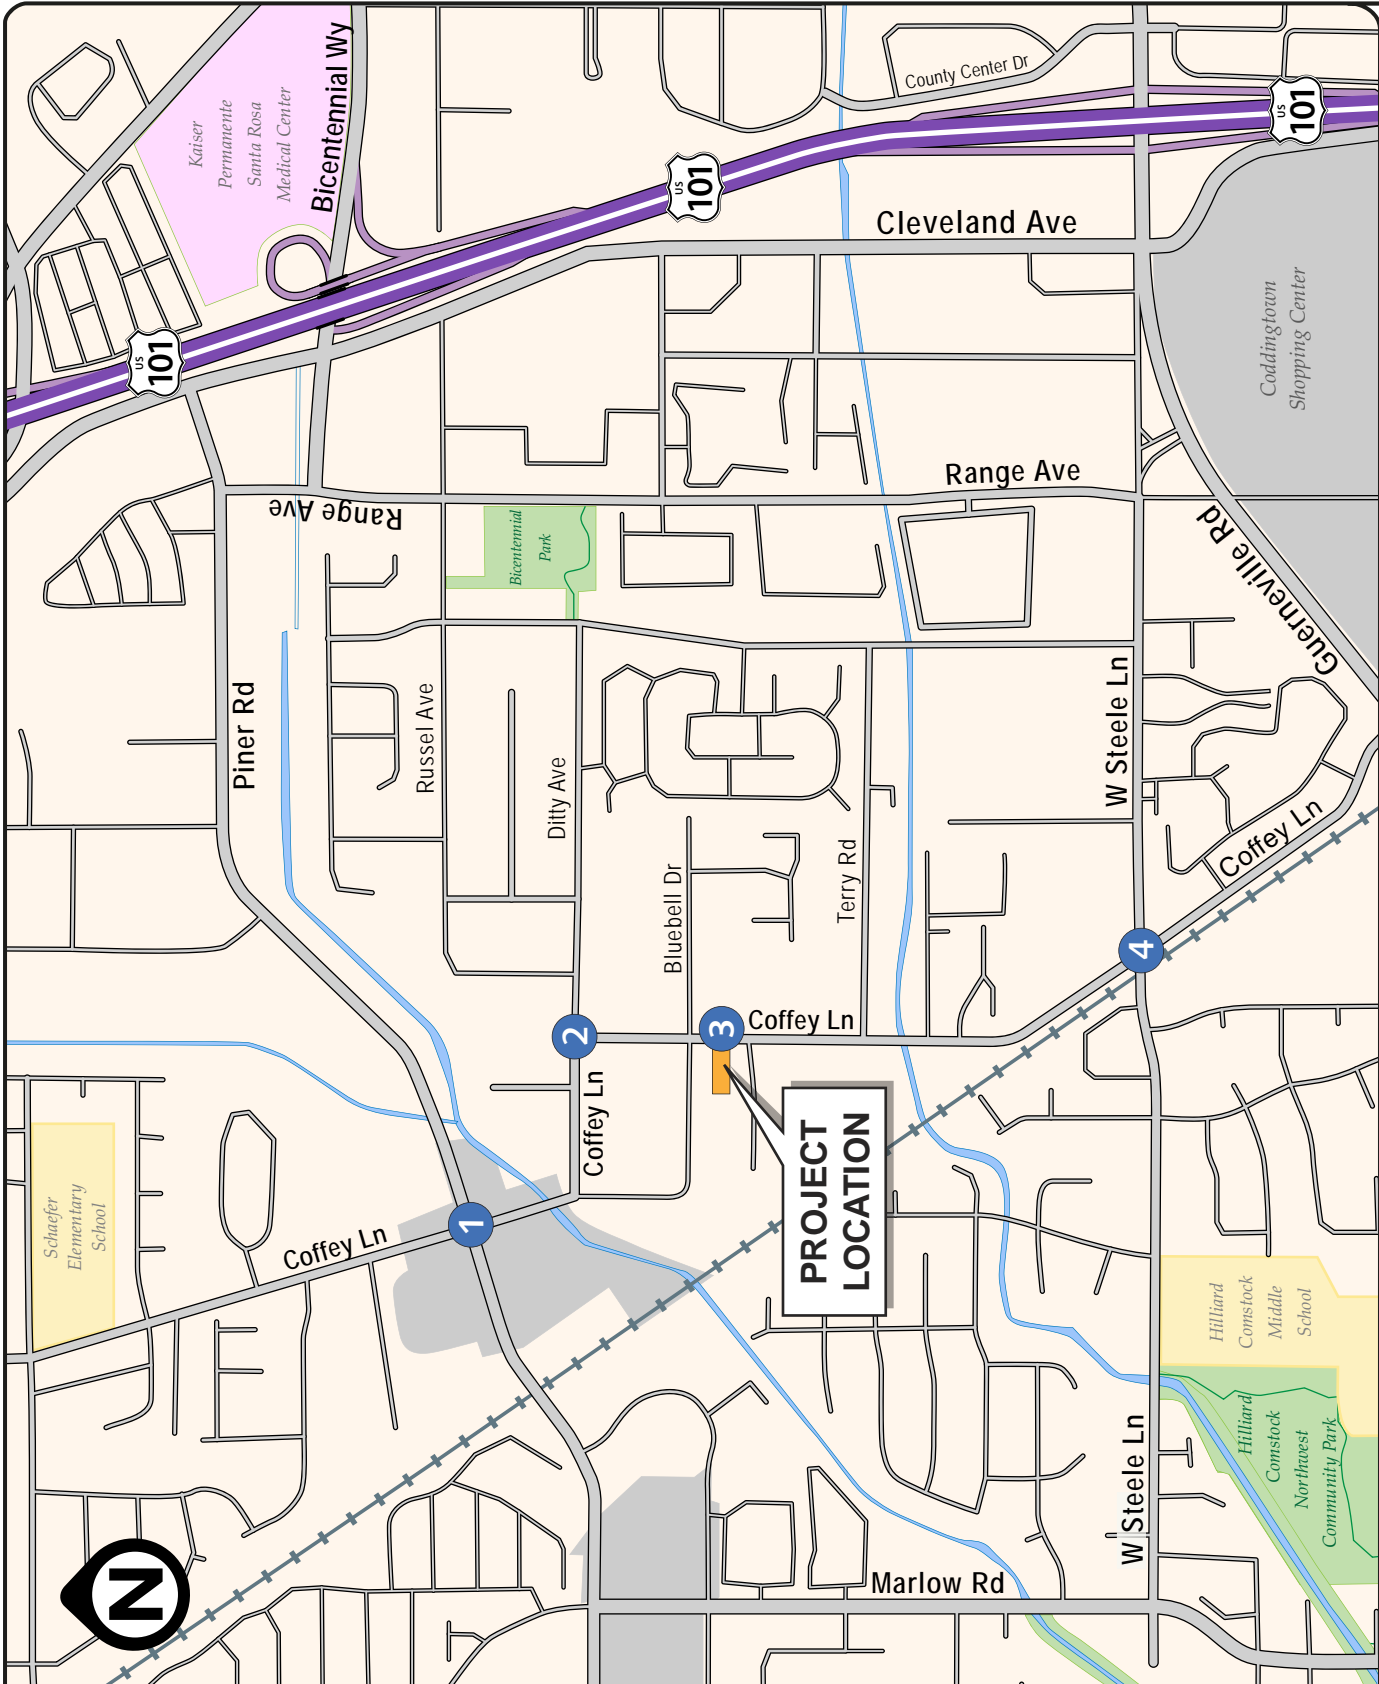 Kaiser
Permanente
Santa Rosa
Medical Center
Bicentennial Wy
County Center Dr
US
101
US
101
US
101
Cleveland Ave
Coddingtown
Shopping Center
Range Ave
Range Ave
Guerneville Rd
Bicentennial
Park
Piner Rd
Russel Ave
Ditty Ave
Bluebell Dr
Terry Rd
W Steele Ln
Coffey Ln
4
3
2
1
Coffey Ln
Coffey Ln
Coffey Ln
PROJECT
LOCATION
Schaefer
Elementary
School
Hilliard
Comstock
Middle
School
Hilliard
Comstock
Northwest
Community Park
W Steele Ln
Marlow Rd
N